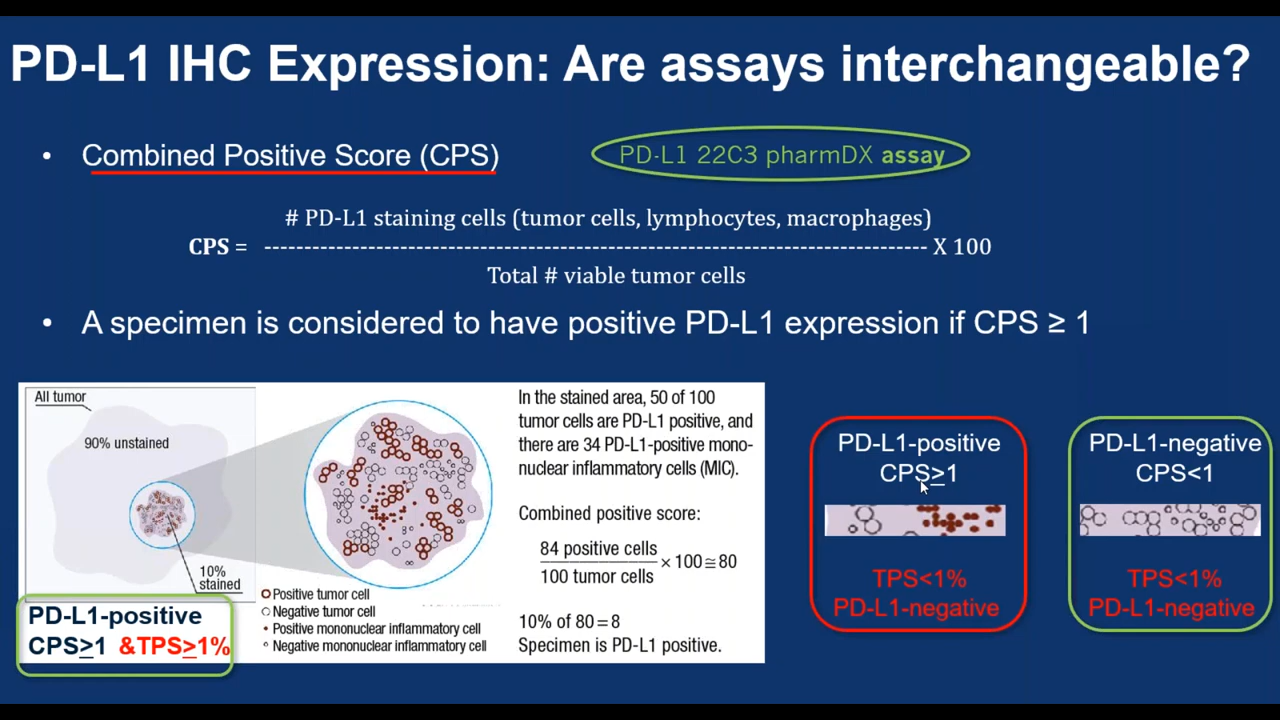 PD-L1 IHC Expression: Are assays interchangeable?
• Combined Positive Score (CPS)
PD-L1 22C3 pharmDX assay
# PD-L1 staining cells (tumor cells, lymphocytes, macrophages)
CPS = ---------------------------------------------------------------------------------- X 100
Total # viable tumor cells
• A specimen is considered to have positive PD-L1 expression if CPS ≥ 1
All tumor
90% unstained
10%
stained
Positive tumor cell
Negative tumor cell
Positive mononuclear inflammatory cell
Negative mononuclear inflammatory cell
PD-L1-positive
CPS≥1 &TPS≥1%
In the stained area, 50 of 100
tumor cells are PD-L1 positive, and
there are 34 PD-L1-positive mono-
nuclear inflammatory cells (MIC).
Combined positive score:
84 positive cells
100 tumor cells
× 100 ≅ 80
10% of 80 = 8
Specimen is PD-L1 positive.
PD-L1-positive
CPS≥1
TPS<1%
PD-L1-negative
PD-L1-negative
CPS<1
TPS<1%
PD-L1-negative